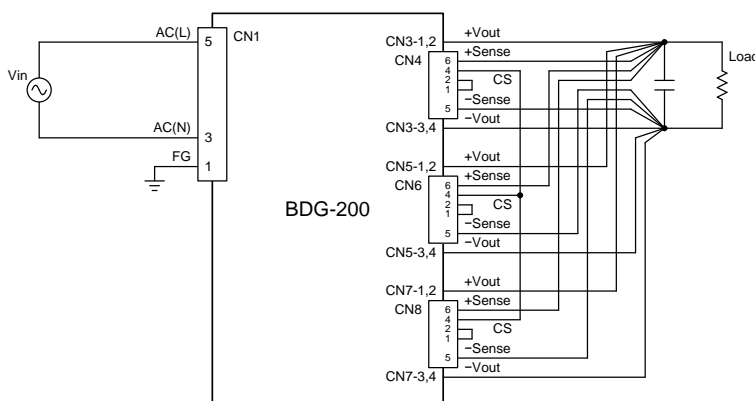 AC(L)
5
CN1
Vin
AC(N)
3
FG
1
BDG-200
CN3-1,2
+Vout
CN4
+Sense
6
4
CS
2
1
−Sense
5
CN3-3,4
−Vout
Load
CN5-1,2
+Vout
+Sense
CN6
6
4
2
CS
1
−Sense
5
−Vout
CN5-3,4
CN7-1,2
+Vout
+Sense
CN8
6
4
CS
2
1
−Sense
5
−Vout
CN7-3,4